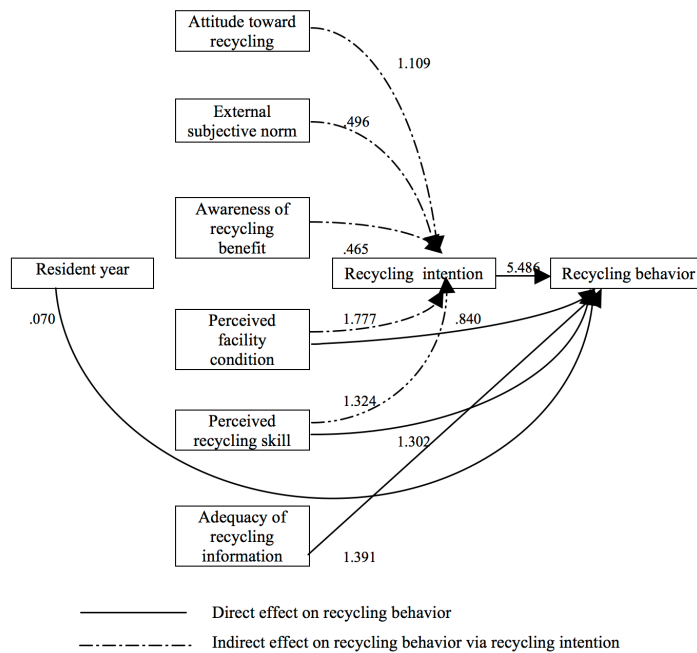 Attitude toward
recycling
1.109
External
subjective norm
.496
Awareness of
recycling
benefit
.465
Resident year
Recycling intention
5.486
Recycling behavior
.070
Perceived
facility
condition
1.777
.840
1.324
Perceived
recycling skill
1.302
Adequacy of
recycling
information
1.391
Direct effect on recycling behavior
Indirect effect on recycling behavior via recycling intention